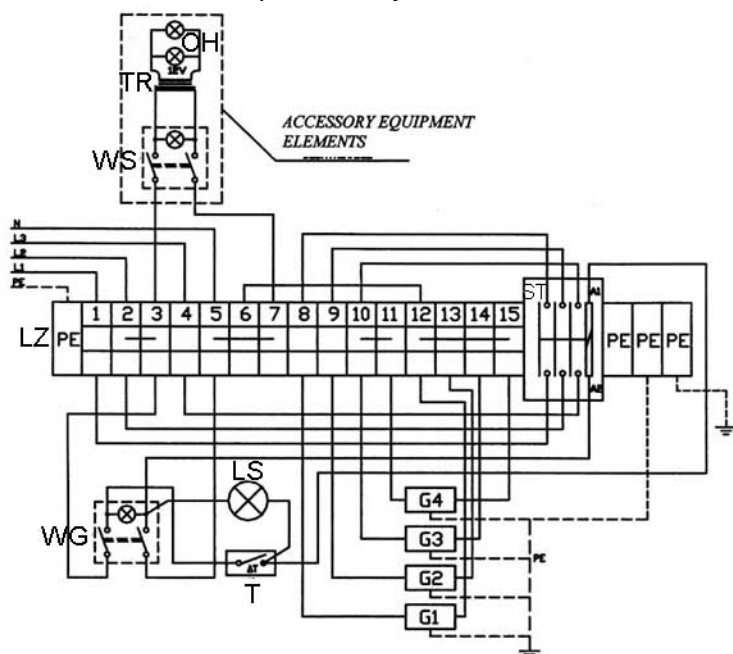 OH
12V
TR
ACCESSORY EQUIPMENT
ELEMENTS
WS
N
L3
L2
L1
PE
ST
A1
LZ
PE 1 2 3 4 5 6 7 8 9 10 11 12 13 14 15 PE PE PE
A2
LS
G4
WG
G3
PE
ΔT
T
G2
G1